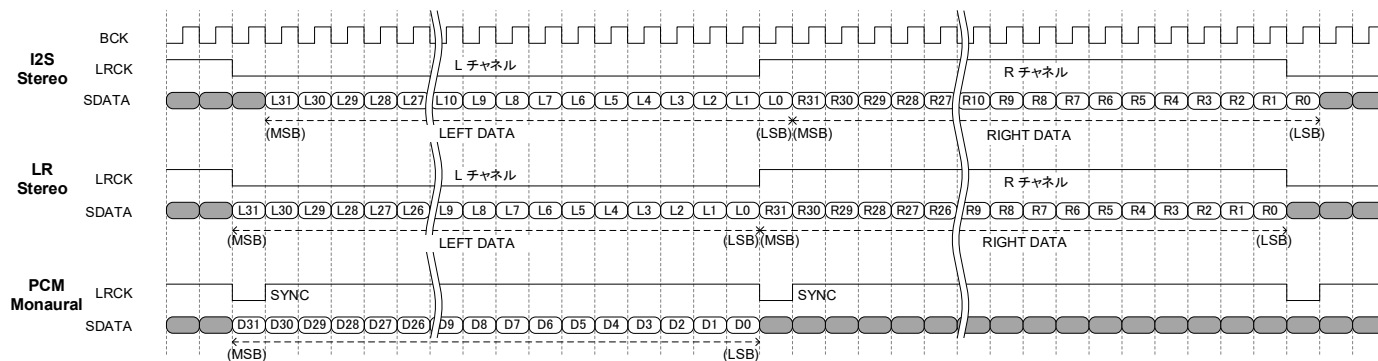 BCK
I2S
Stereo
LRCK
L チャネル
R チャネル
SDATA
L31 L30 L29 L28 L27 L10 L9 L8 L7 L6 L5 L4 L3 L2 L1 L0 R31 R30 R29 R28 R27 R10 R9 R8 R7 R6 R5 R4 R3 R2 R1 R0
(MSB) LEFT DATA (LSB) (MSB) RIGHT DATA (LSB)
LR
Stereo
LRCK
L チャネル
R チャネル
SDATA
L31 L30 L29 L28 L27 L26 L9 L8 L7 L6 L5 L4 L3 L2 L1 L0 R31 R30 R29 R28 R27 R26 R9 R8 R7 R6 R5 R4 R3 R2 R1 R0
(MSB) LEFT DATA (LSB) (MSB) RIGHT DATA (LSB)
PCM
Monaural
LRCK
SYNC
SYNC
SDATA
D31 D30 D29 D28 D27 D26 D9 D8 D7 D6 D5 D4 D3 D2 D1 D0
(MSB) (LSB)